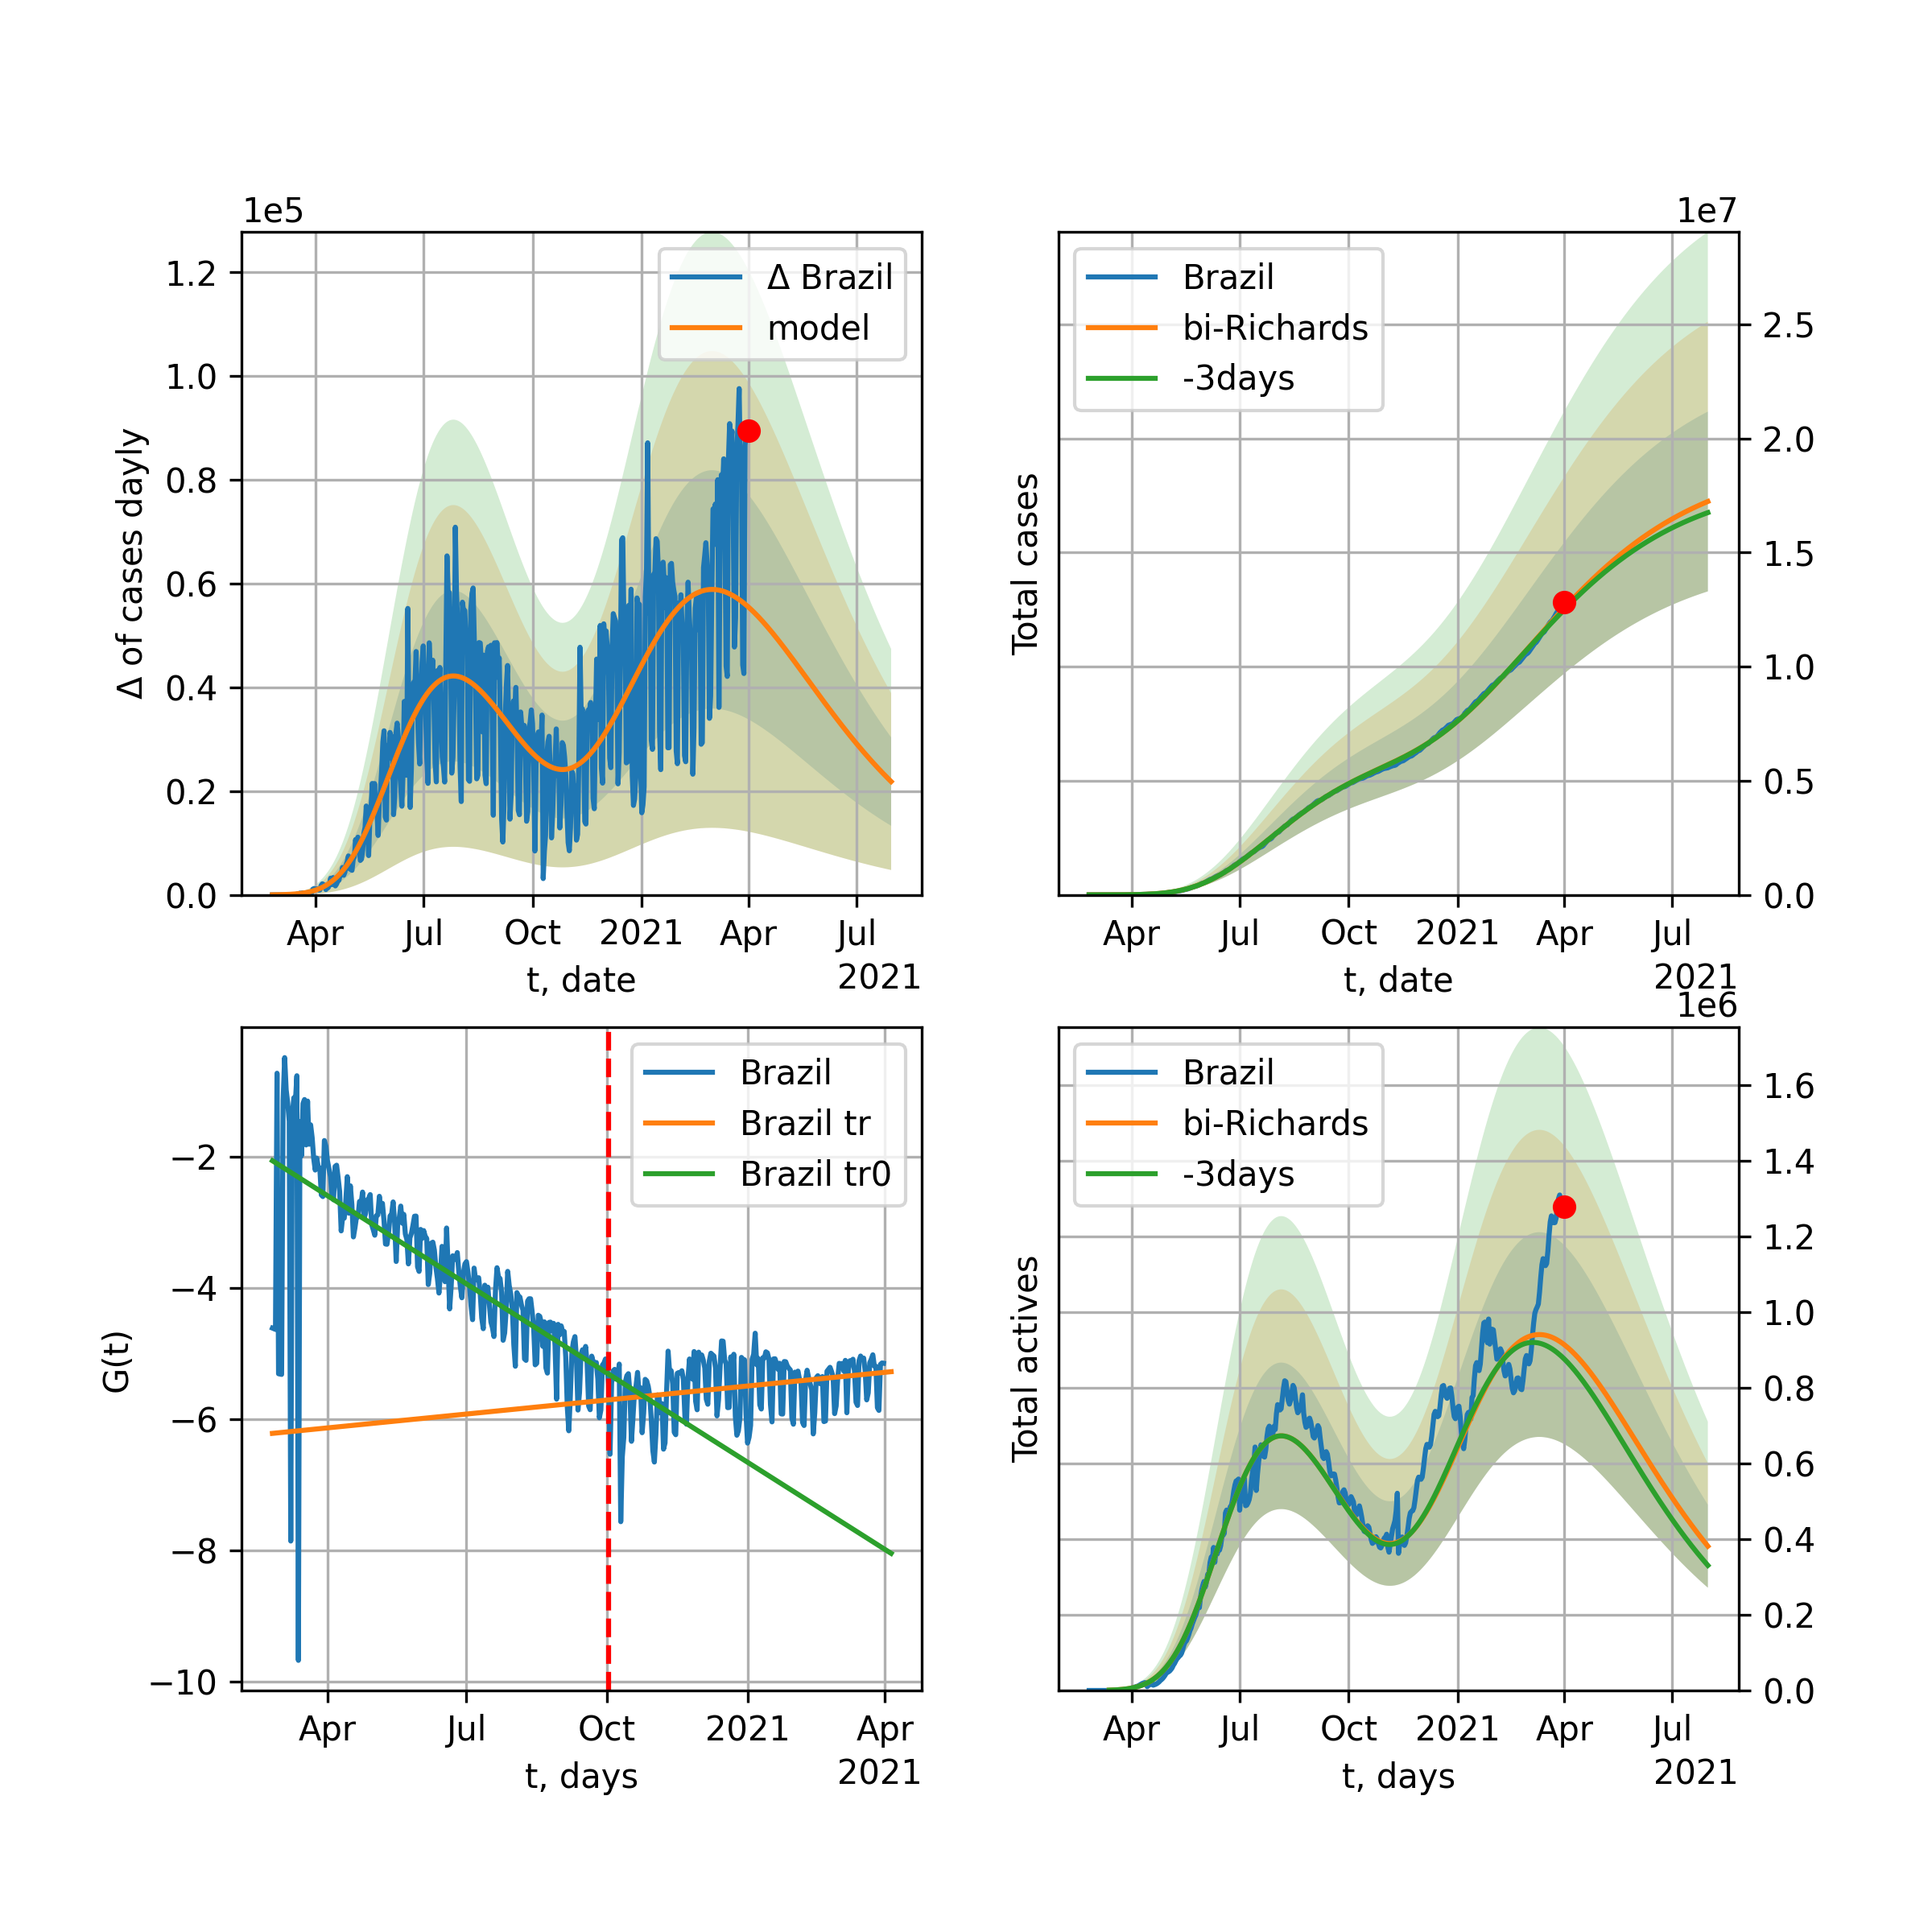 1e5
Δ of cases dayly
1.2
1.0
0.8
0.6
0.4
0.2
0.0
Δ Brazil
model
Apr Jul Oct 2021 Apr Jul
2021
t, date
1e7
Total cases
Brazil
bi-Richards
-3days
2.5
2.0
1.5
1.0
0.5
0.0
Apr Jul Oct 2021 Apr Jul
2021
t, date
G(t)
−2
−4
−6
−8
−10
Brazil
Brazil tr
Brazil tr0
Apr Jul Oct 2021 Apr
2021
t, days
1e6
Total actives
Brazil
bi-Richards
-3days
1.6
1.4
1.2
1.0
0.8
0.6
0.4
0.2
0.0
Apr Jul Oct 2021 Apr Jul
2021
t, days